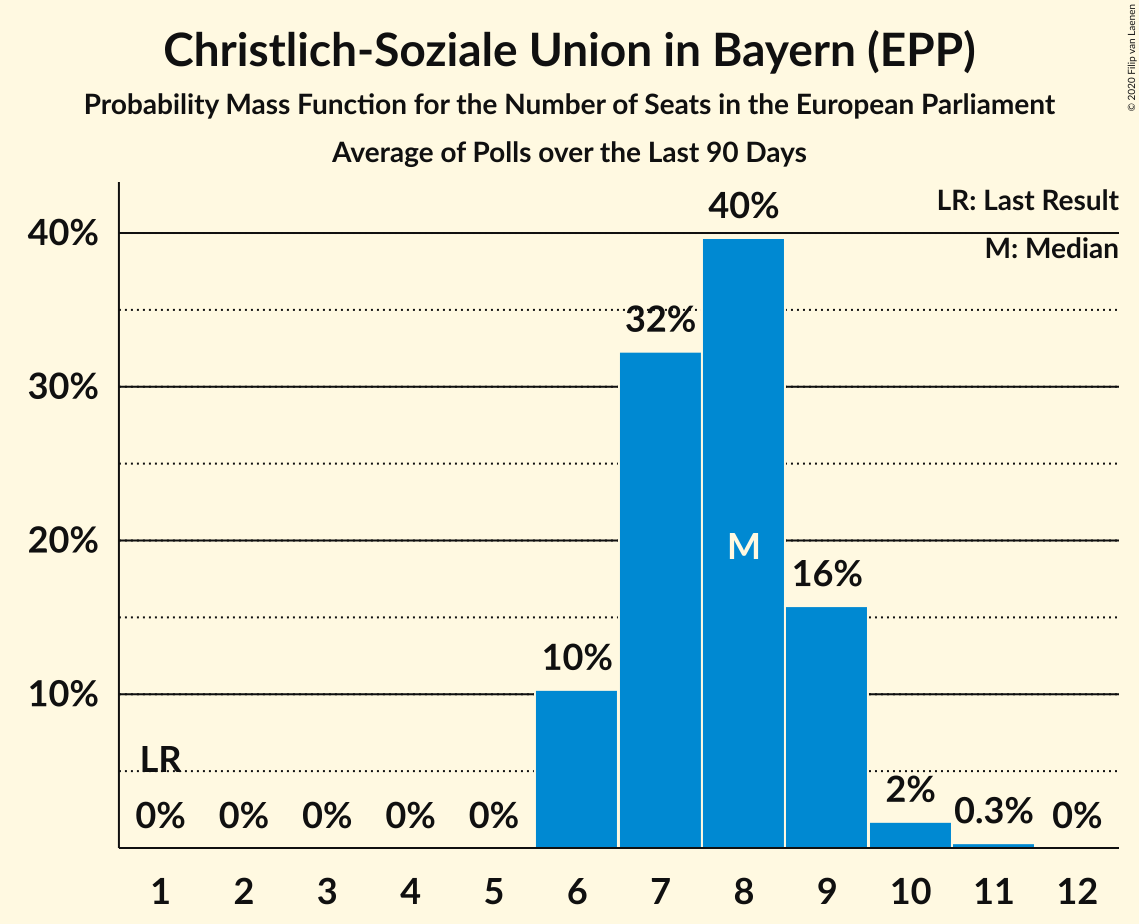 Christlich-Soziale Union in Bayern (EPP)
Probability Mass Function for the Number of Seats in the European Parliament
Average of Polls over the Last 90 Days
© 2020 Filip van Laenen
LR: Last Result
M: Median
40%
30%
20%
10%
LR
0%
0%
0%
0%
0%
10%
32%
40%
M
16%
2%
0.3%
0%
1 2 3 4 5 6 7 8 9 10 11 12